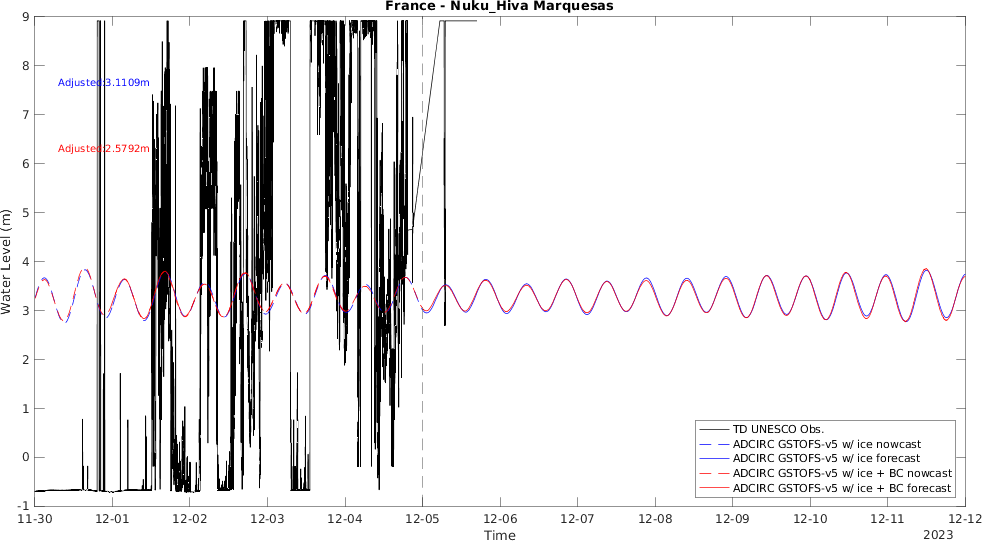 France - Nuku_Hiva Marquesas
9
8
7
6
5
4
3
2
1
0
-1
Water Level (m)
Adjusted:3.1109m
Adjusted:2.5792m
TD UNESCO Obs.
ADCIRC GSTOFS-v5 w/ ice nowcast
ADCIRC GSTOFS-v5 w/ ice forecast
ADCIRC GSTOFS-v5 w/ ice + BC nowcast
ADCIRC GSTOFS-v5 w/ ice + BC forecast
11-30 12-01 12-02 12-03 12-04 12-05 12-06 12-07 12-08 12-09 12-10 12-11 12-12
Time
2023